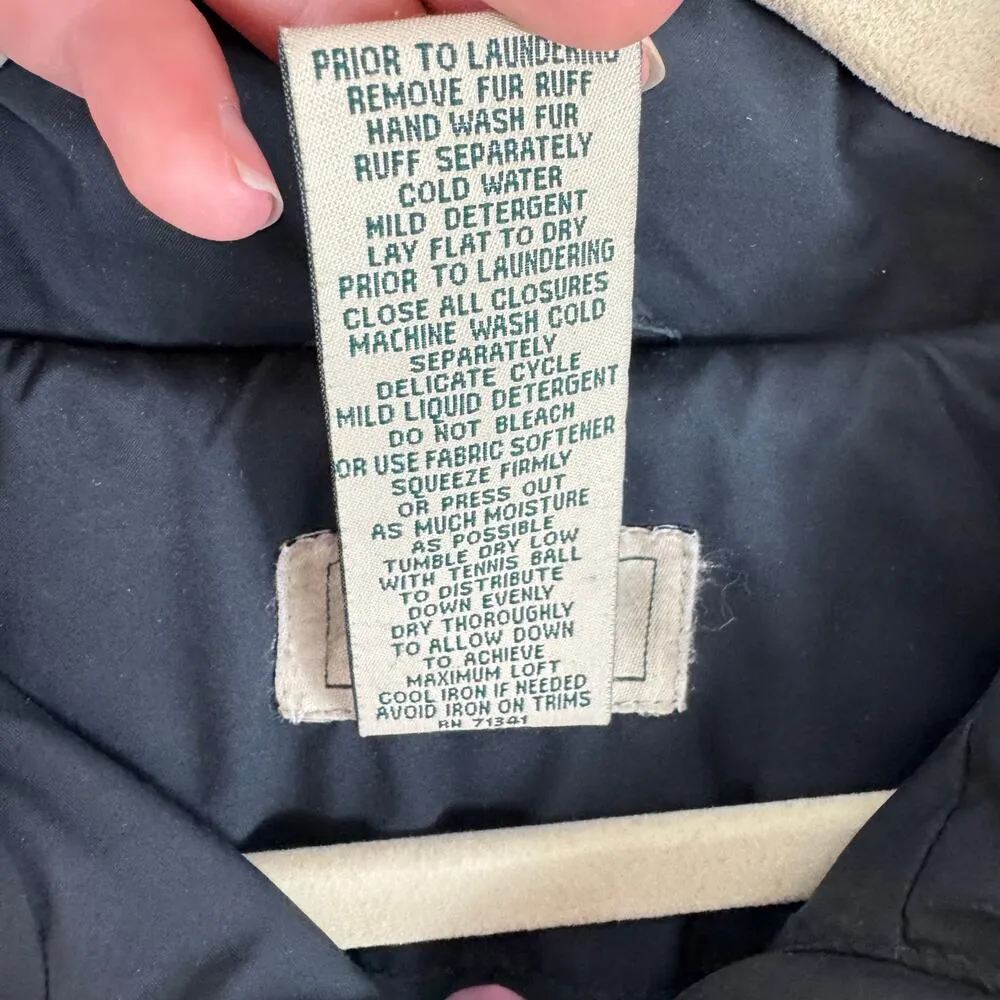 PRIOR TO LAUNDERING
REMOVE FUR RUFF
HAND WASH FUR
RUFF SEPARATELY
COLD WATER
MILD DETERGENT
LAY FLAT TO DRY
PRIOR TO LAUNDERING
CLOSE ALL CLOSURES
MACHINE WASH COLD
SEPARATELY
DELICATE CYCLE
MILD LIQUID DETERGENT
DO NOT BLEACH
OR USE FABRIC SOFTENER
SQUEEZE FIRMLY
OR PRESS OUT
AS MUCH MOISTURE
AS POSSIBLE
TUMBLE DRY LOW
WITH TENNIS BALL
TO DISTRIBUTE
DOWN EVENLY
DRY THOROUGHLY
TO ALLOW DOWN
TO ACHIEVE
MAXIMUM LOFT
COOL IRON IF NEEDED
AVOID IRON ON TRIMS
RN 71341